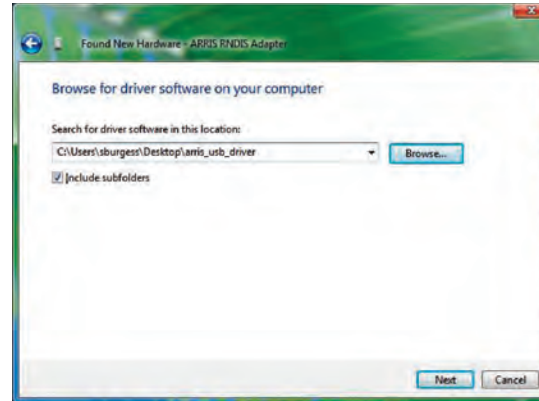 Found New Hardware - ARRIS RNDIS Adapter
Browse for driver software on your computer
Search for driver software in this location:
C:\Users\sburgess\Desktop\arris_usb_driver
Browse...
Include subfolders
Next
Cancel